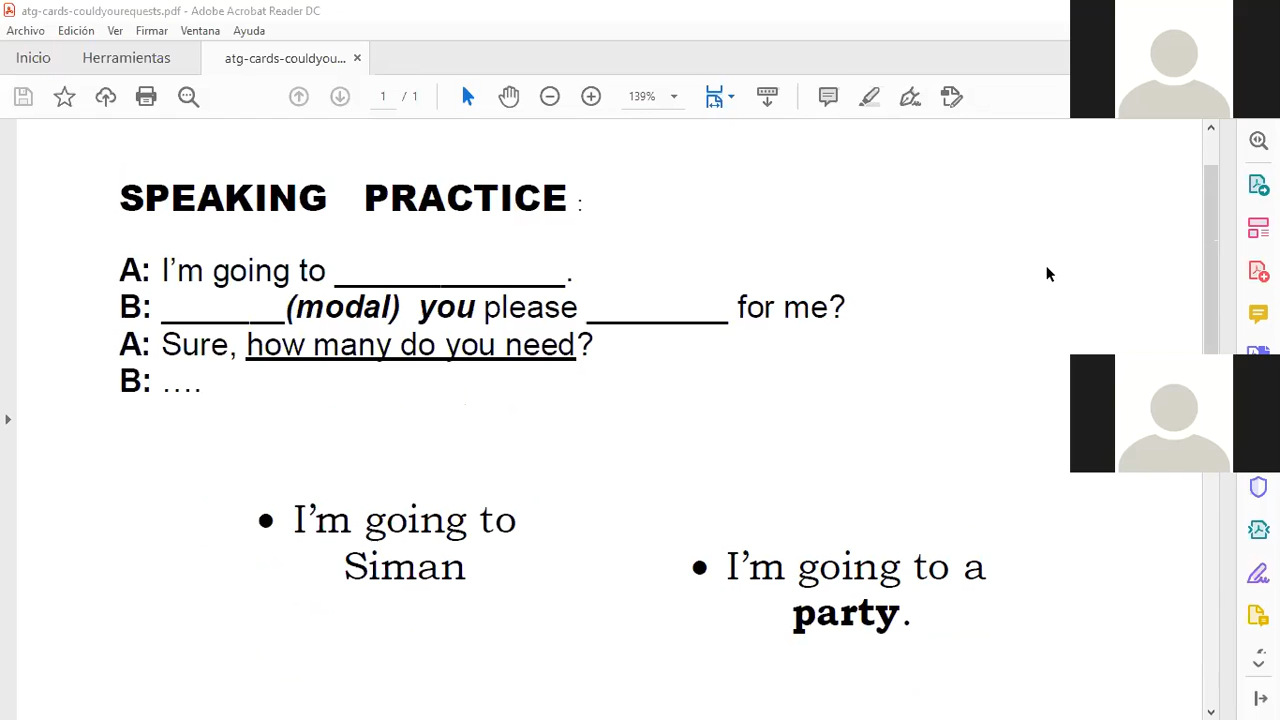 atg-cards-couldyourequests.pdf - Adobe Acrobat Reader DC
Archivo Edición Ver Firmar Ventana Ayuda
Inicio Herramientas atg-cards-couldyou... ×
1 / 1 139%
SPEAKING PRACTICE :
A: I'm going to ______________.
B: _______(modal) you please ________ for me?
A: Sure, how many do you need?
B: ….
• I'm going to
Siman
• I'm going to a
party.